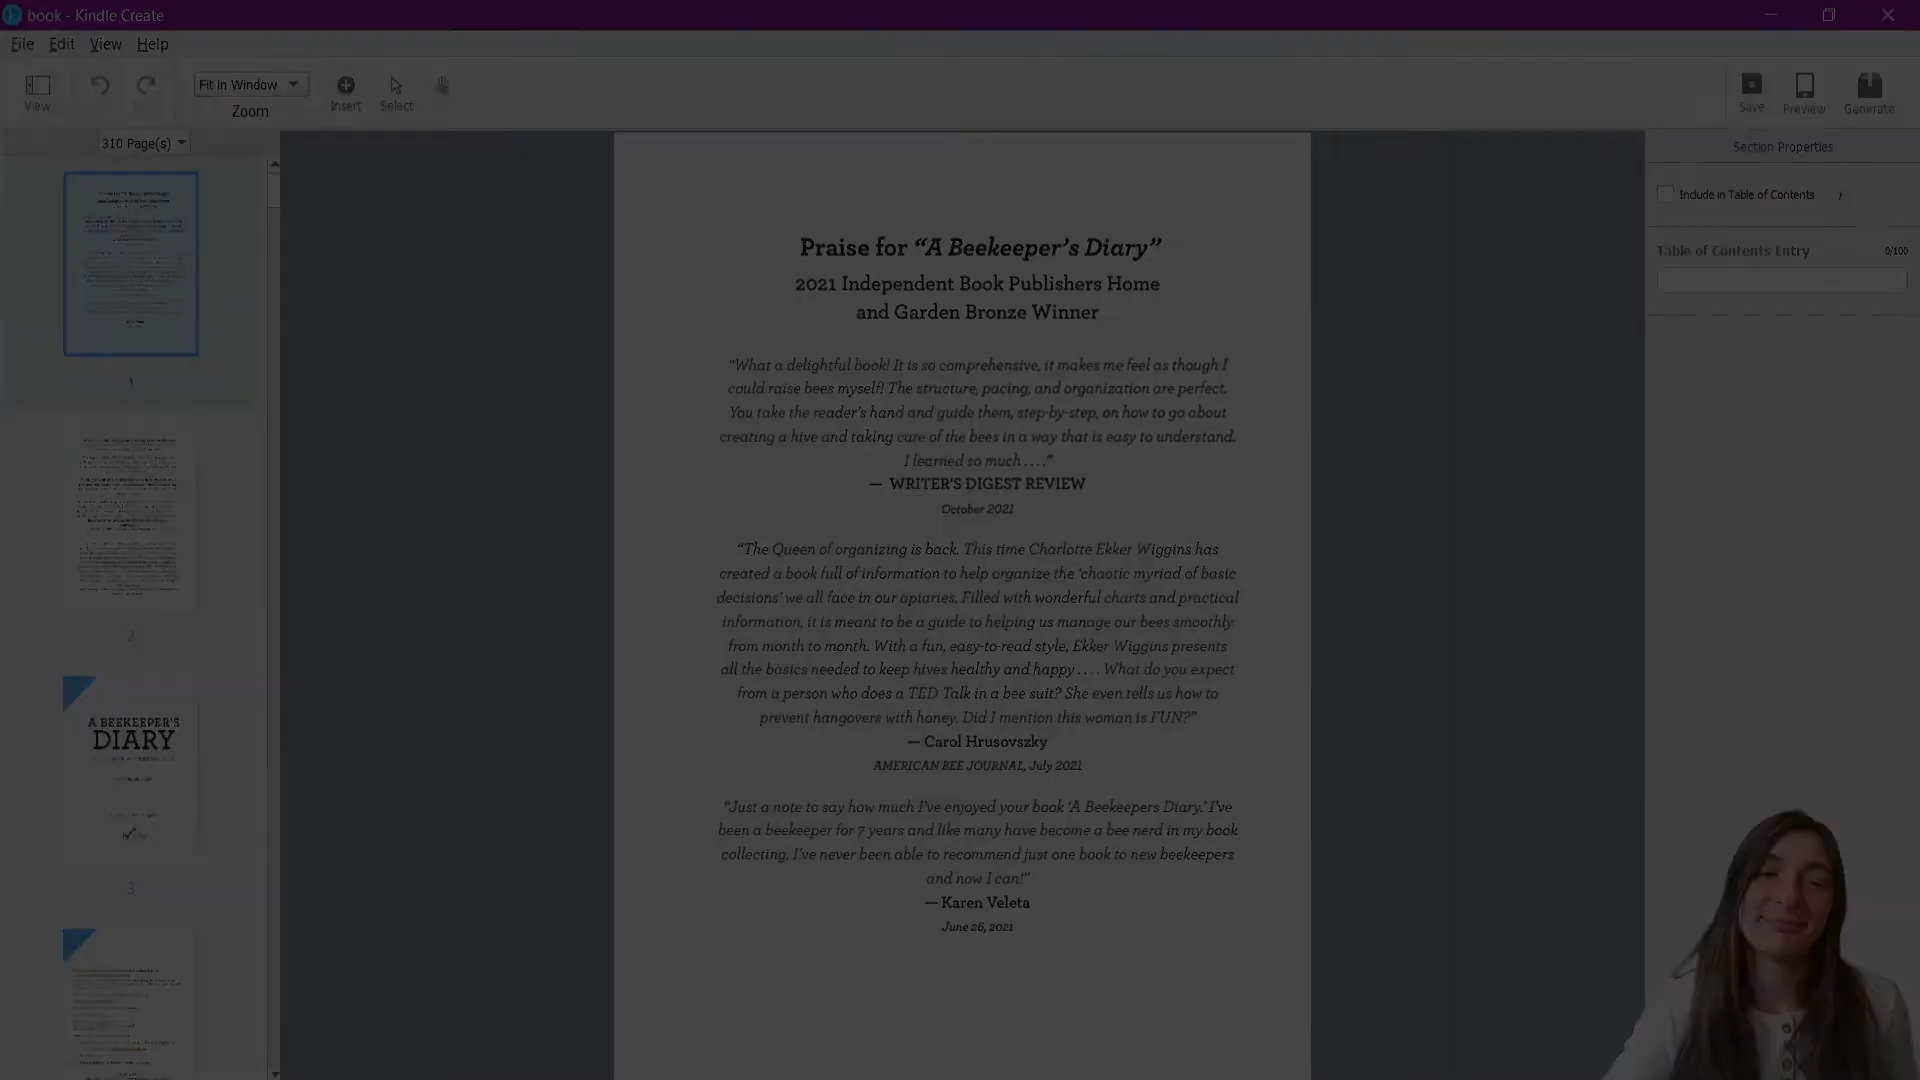 book - Kindle Create
File Edit View Help
View
Fit in Window
Zoom
Insert
Select
Save
Preview
Generate
310 Page(s)
1
2
A BEEKEEPER'S
DIARY
3
Praise for “A Beekeeper’s Diary”
2021 Independent Book Publishers Home
and Garden Bronze Winner
“What a delightful book! It is so comprehensive, it makes me feel as though I
could raise bees myself! The structure, pacing, and organization are perfect.
You take the reader’s hand and guide them, step-by-step, on how to go about
creating a hive and taking care of the bees in a way that is easy to understand.
I learned so much . . . .”
— WRITER’S DIGEST REVIEW
October 2021
“The Queen of organizing is back. This time Charlotte Ekker Wiggins has
created a book full of information to help organize the ‘chaotic myriad of basic
decisions’ we all face in our apiaries. Filled with wonderful charts and practical
information, it is meant to be a guide to helping us manage our bees smoothly
from month to month. With a fun, easy-to-read style, Ekker Wiggins presents
all the basics needed to keep hives healthy and happy . . . . What do you expect
from a person who does a TED Talk in a bee suit? She even tells us how to
prevent hangovers with honey. Did I mention this woman is FUN?”
— Carol Hrusovszky
AMERICAN BEE JOURNAL, July 2021
“Just a note to say how much I’ve enjoyed your book ‘A Beekeepers Diary.’ I’ve
been a beekeeper for 7 years and like many have become a bee nerd in my book
collecting. I’ve never been able to recommend just one book to new beekeepers
and now I can!”
— Karen Veleta
June 26, 2021
Section Properties
Include in Table of Contents i
Table of Contents Entry 0/100